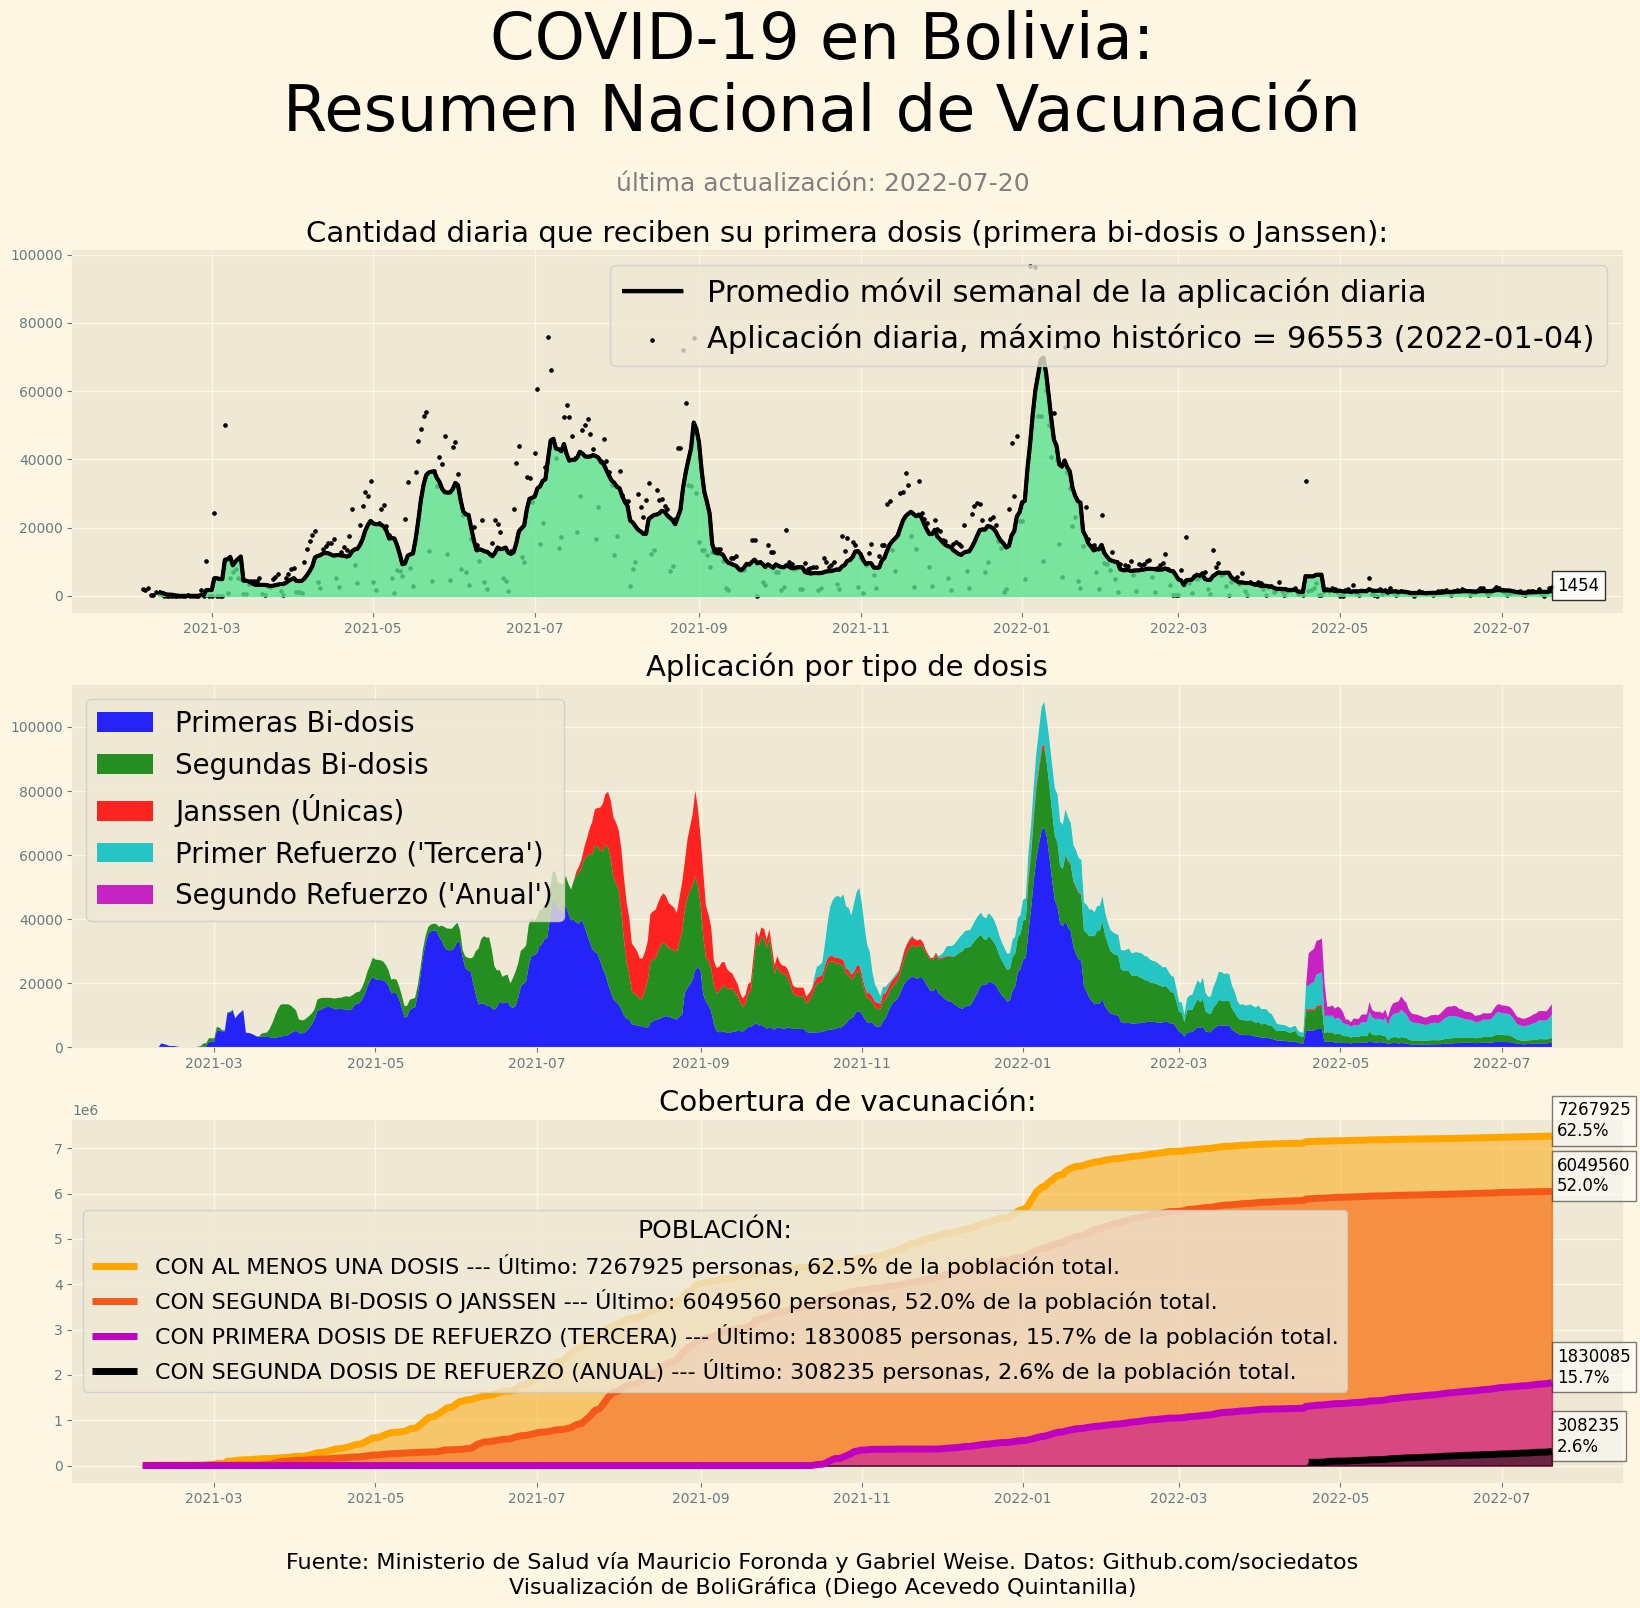 COVID-19 en Bolivia:
Resumen Nacional de Vacunación
última actualización: 2022-07-20
Cantidad diaria que reciben su primera dosis (primera bi-dosis o Janssen):
100000
80000
60000
40000
20000
0
Promedio móvil semanal de la aplicación diaria
Aplicación diaria, máximo histórico = 96553 (2022-01-04)
1454
2021-03
2021-05
2021-07
2021-09
2021-11
2022-01
2022-03
2022-05
2022-07
Aplicación por tipo de dosis
100000
80000
60000
40000
20000
0
Primeras Bi-dosis
Segundas Bi-dosis
Janssen (Únicas)
Primer Refuerzo ('Tercera')
Segundo Refuerzo ('Anual')
2021-03
2021-05
2021-07
2021-09
2021-11
2022-01
2022-03
2022-05
2022-07
Cobertura de vacunación:
1e6
7
6
5
4
3
2
1
0
POBLACIÓN:
CON AL MENOS UNA DOSIS --- Último: 7267925 personas, 62.5% de la población total.
CON SEGUNDA BI-DOSIS O JANSSEN --- Último: 6049560 personas, 52.0% de la población total.
CON PRIMERA DOSIS DE REFUERZO (TERCERA) --- Último: 1830085 personas, 15.7% de la población total.
CON SEGUNDA DOSIS DE REFUERZO (ANUAL) --- Último: 308235 personas, 2.6% de la población total.
7267925
62.5%
6049560
52.0%
1830085
15.7%
308235
2.6%
2021-03
2021-05
2021-07
2021-09
2021-11
2022-01
2022-03
2022-05
2022-07
Fuente: Ministerio de Salud vía Mauricio Foronda y Gabriel Weise. Datos: Github.com/sociedatos
Visualización de BoliGráfica (Diego Acevedo Quintanilla)